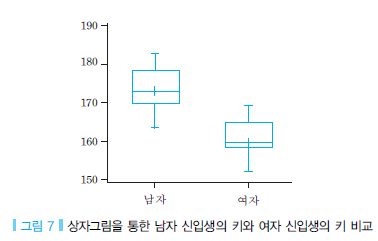 190
180
170
160
150
남자
여자
그림 7 상자그림을 통한 남자 신입생의 키와 여자 신입생의 키 비교